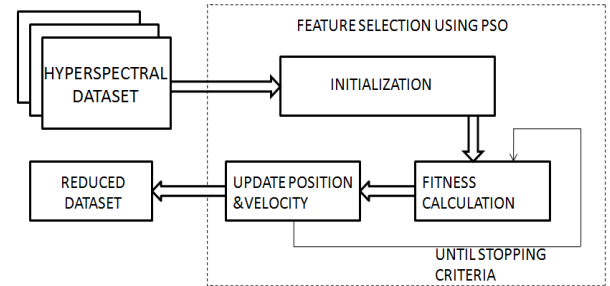 FEATURE SELECTION USING PSO
HYPERSPECTRAL
DATASET
INITIALIZATION
REDUCED
DATASET
UPDATE POSITION
&VELOCITY
FITNESS
CALCULATION
UNTIL STOPPING
CRITERIA